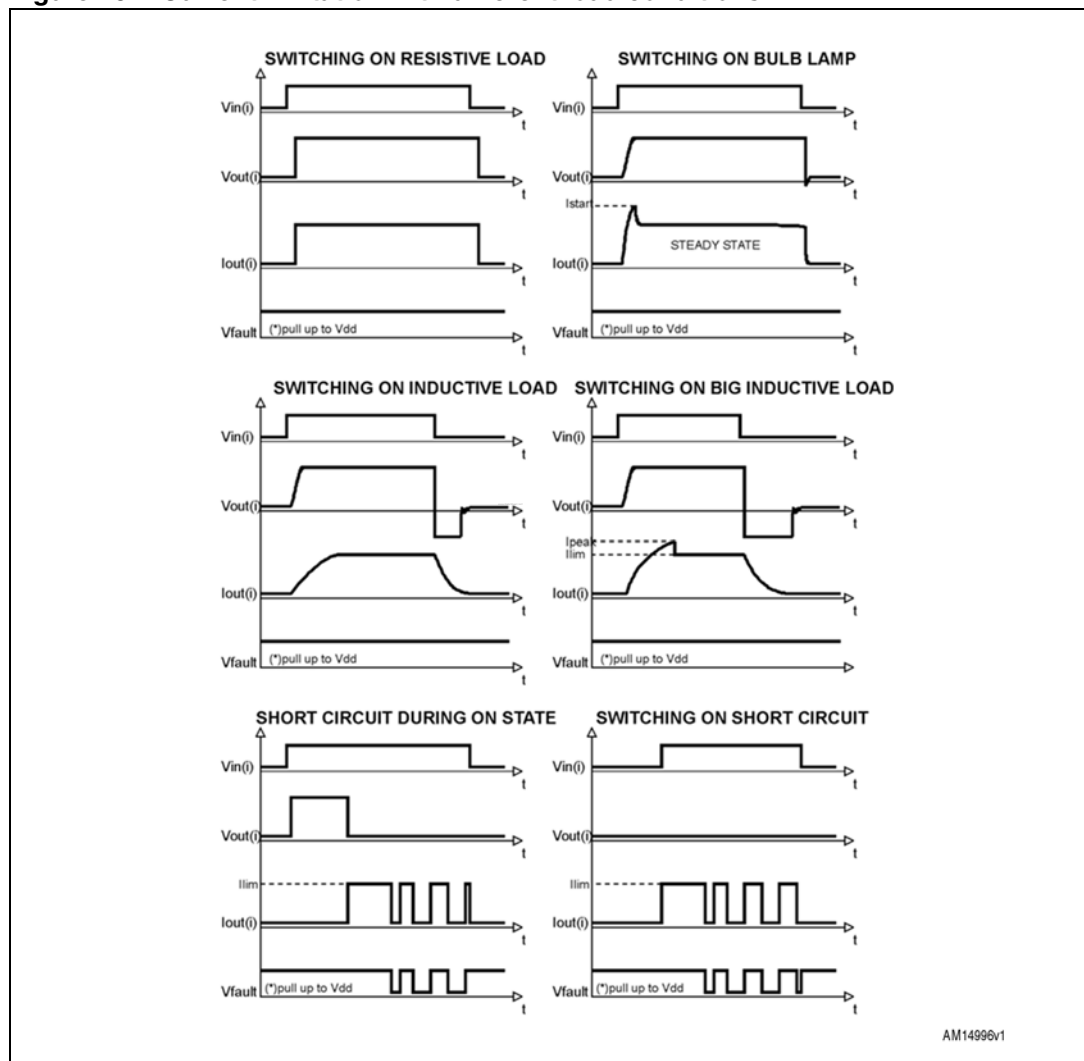 SWITCHING ON RESISTIVE LOAD
Vin(i)
t
Vout(i)
t
Iout(i)
t
Vfault
(*)pull up to Vdd
t
SWITCHING ON BULB LAMP
Vin(i)
t
Vout(i)
t
Istart
STEADY STATE
Iout(i)
t
Vfault
(*)pull up to Vdd
t
SWITCHING ON INDUCTIVE LOAD
Vin(i)
t
Vout(i)
t
Iout(i)
t
Vfault
(*)pull up to Vdd
t
SWITCHING ON BIG INDUCTIVE LOAD
Vin(i)
t
Vout(i)
t
Ipeak
Ilim
Iout(i)
t
Vfault
(*)pull up to Vdd
t
SHORT CIRCUIT DURING ON STATE
Vin(i)
t
Vout(i)
t
Ilim
Iout(i)
t
Vfault
(*)pull up to Vdd
t
SWITCHING ON SHORT CIRCUIT
Vin(i)
t
Vout(i)
t
Ilim
Iout(i)
t
Vfault
(*)pull up to Vdd
t
AM14996v1